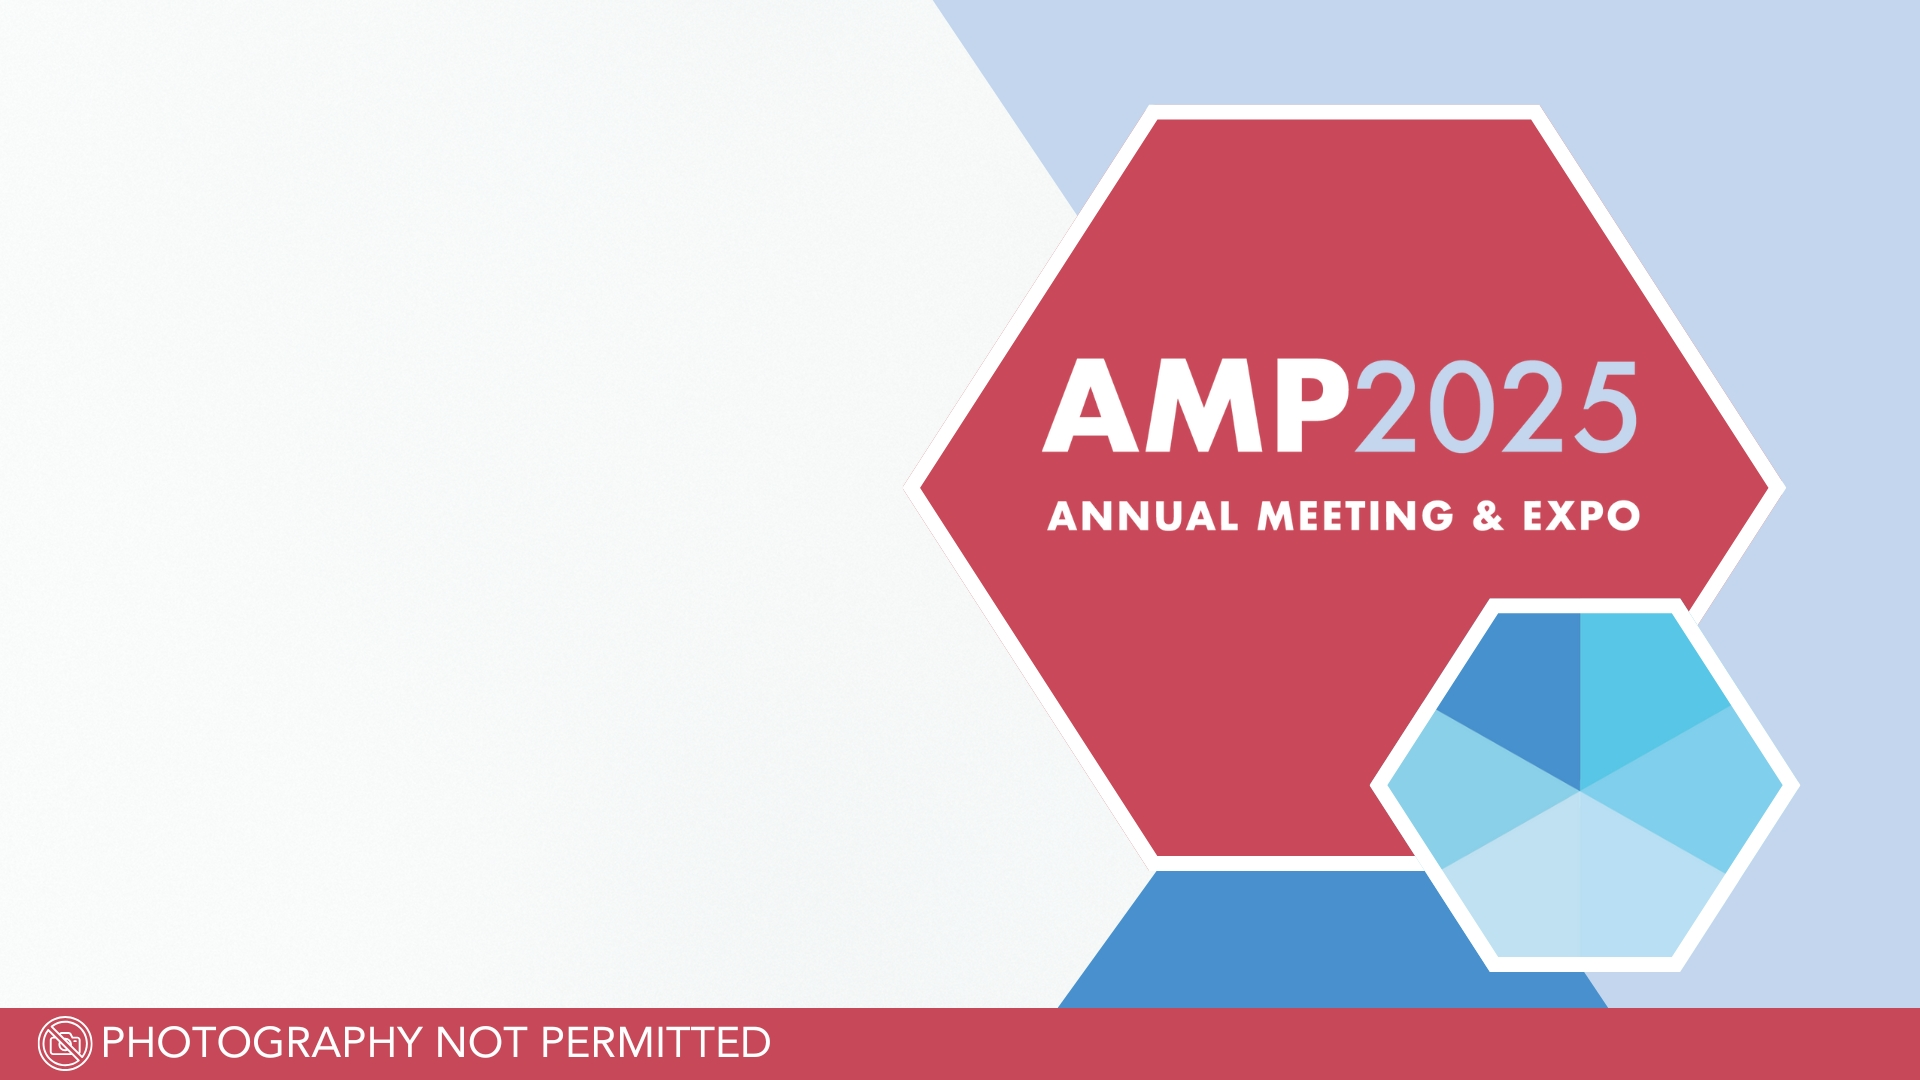 AMP2025
ANNUAL MEETING & EXPO
PHOTOGRAPHY NOT PERMITTED